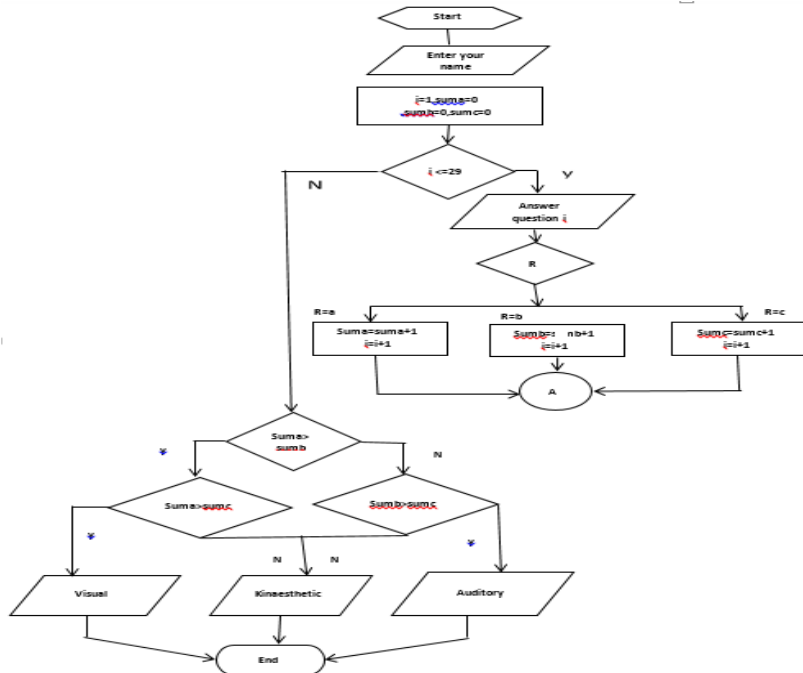 Start
Enter your
name
i=1,suma=0
,sumb=0,sumc=0
i <=29
N
y
Answer
question i
R
R=a
R=b
R=c
Suma=suma+1
i=i+1
nb+1
i=i+1
Sumc=sumc+1
i=i+1
A
Suma>
sumb
Y
N
Suma>sumc
Sumb>sumc
Y
N
N
Y
Visual
Kinaesthetic
Auditory
End